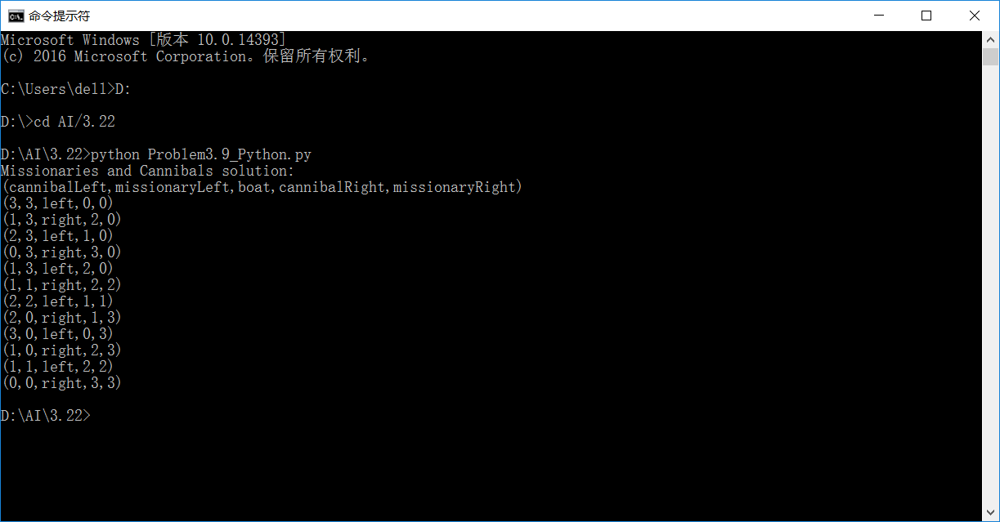 命令提示符
Microsoft Windows [版本 10.0.14393]
(c) 2016 Microsoft Corporation。保留所有权利。
C:\Users\dell>D:
D:\>cd AI/3.22
D:\AI\3.22>python Problem3.9_Python.py
Missionaries and Cannibals solution:
(cannibalLeft,missionaryLeft,boat,cannibalRight,missionaryRight)
(3,3,left,0,0)
(1,3,right,2,0)
(2,3,left,1,0)
(0,3,right,3,0)
(1,3,left,2,0)
(1,1,right,2,2)
(2,2,left,1,1)
(2,0,right,1,3)
(3,0,left,0,3)
(1,0,right,2,3)
(1,1,left,2,2)
(0,0,right,3,3)
D:\AI\3.22>